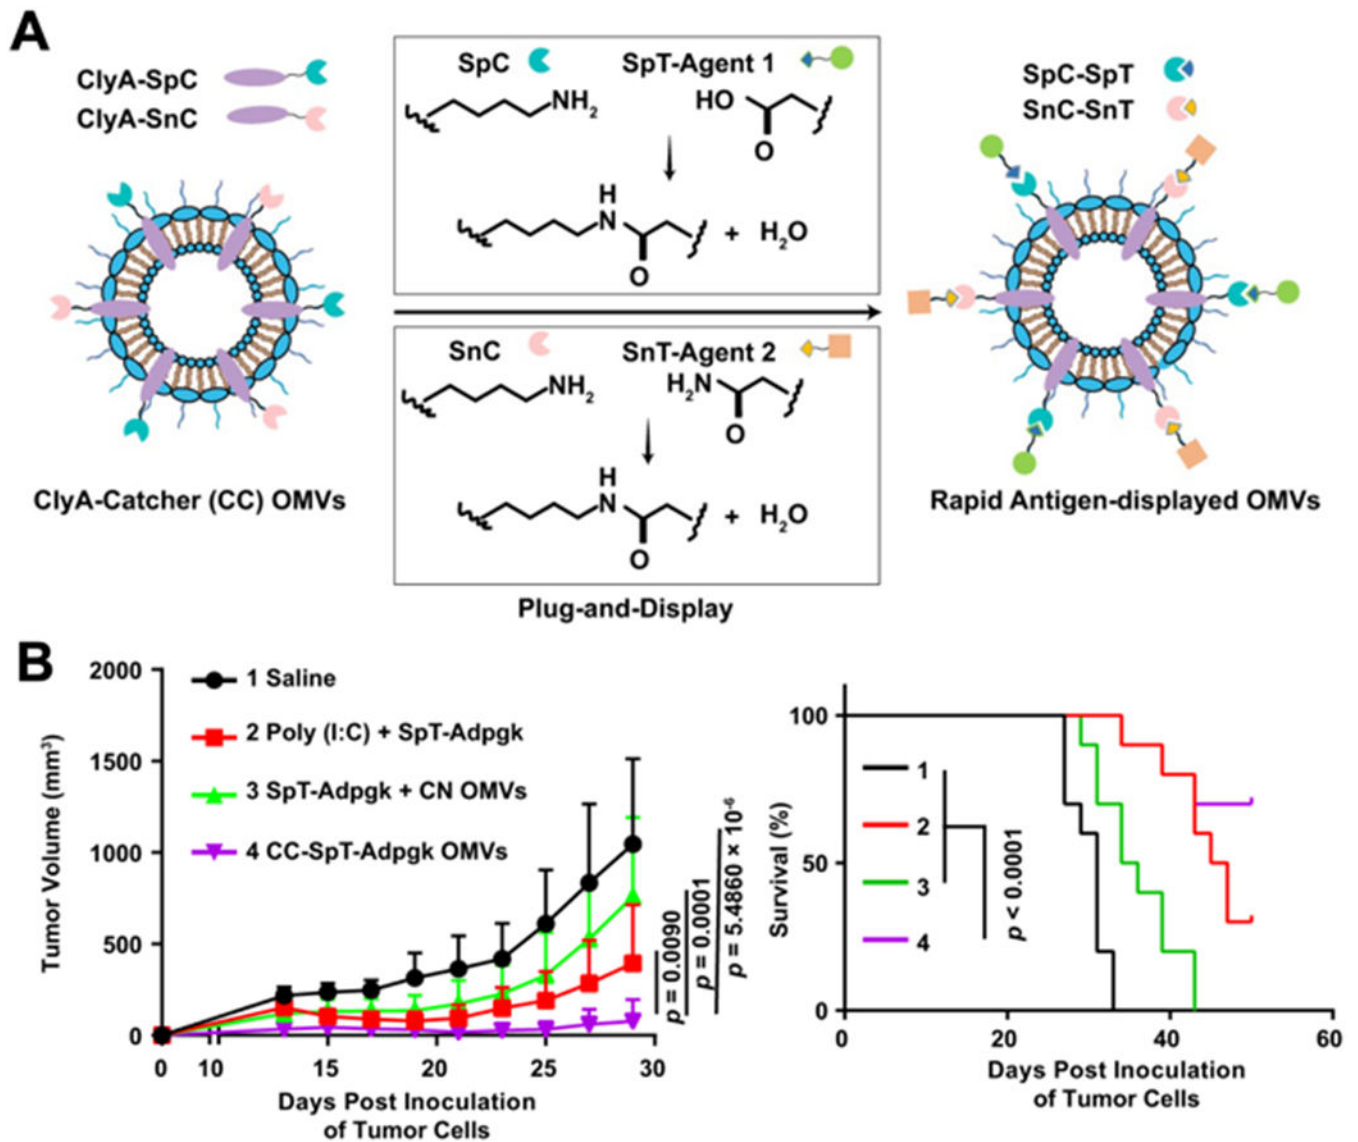 A
ClyA-SpC
ClyA-SnC
SpC
SpT-Agent 1
NH₂
HO
O
H
N
O
+ H₂O
SpC-SpT
SnC-SnT
SnC
SnT-Agent 2
NH₂
H₂N
O
H
N
O
+ H₂O
ClyA-Catcher (CC) OMVs
Rapid Antigen-displayed OMVs
Plug-and-Display
B
Tumor Volume (mm³)
2000
1500
1000
500
0
1 Saline
2 Poly (I:C) + SpT-Adpgk
3 SpT-Adpgk + CN OMVs
4 CC-SpT-Adpgk OMVs
p = 0.0090
p = 0.0001
p = 5.4860 × 10⁻⁶
0 10 15 20 25 30
Days Post Inoculation
of Tumor Cells
Survival (%)
100
50
0
1
2
3
4
p < 0.0001
0 20 40 60
Days Post Inoculation
of Tumor Cells